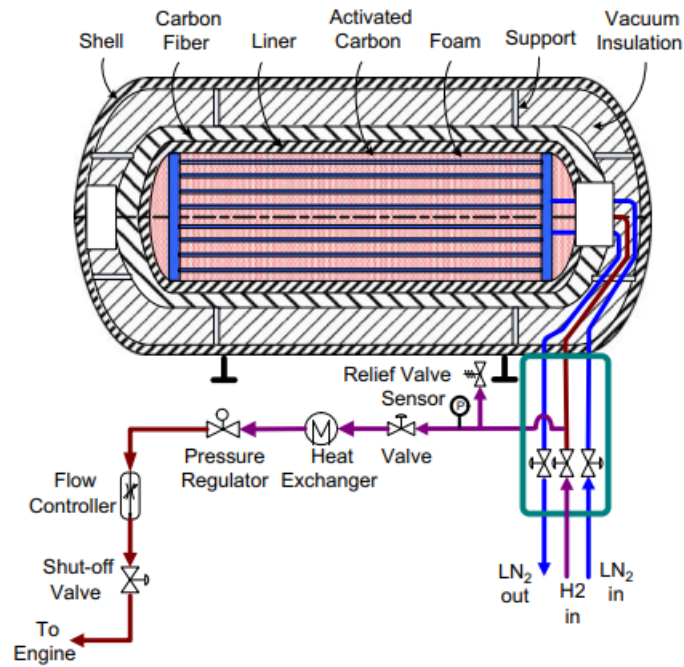 Shell
Carbon
Fiber
Liner
Activated
Carbon
Foam
Support
Vacuum
Insulation
Relief Valve
Sensor
P
Pressure
Regulator
M
Heat
Exchanger
Valve
Flow
Controller
Shut-off
Valve
To
Engine
LN2
out
H2
in
LN2
in